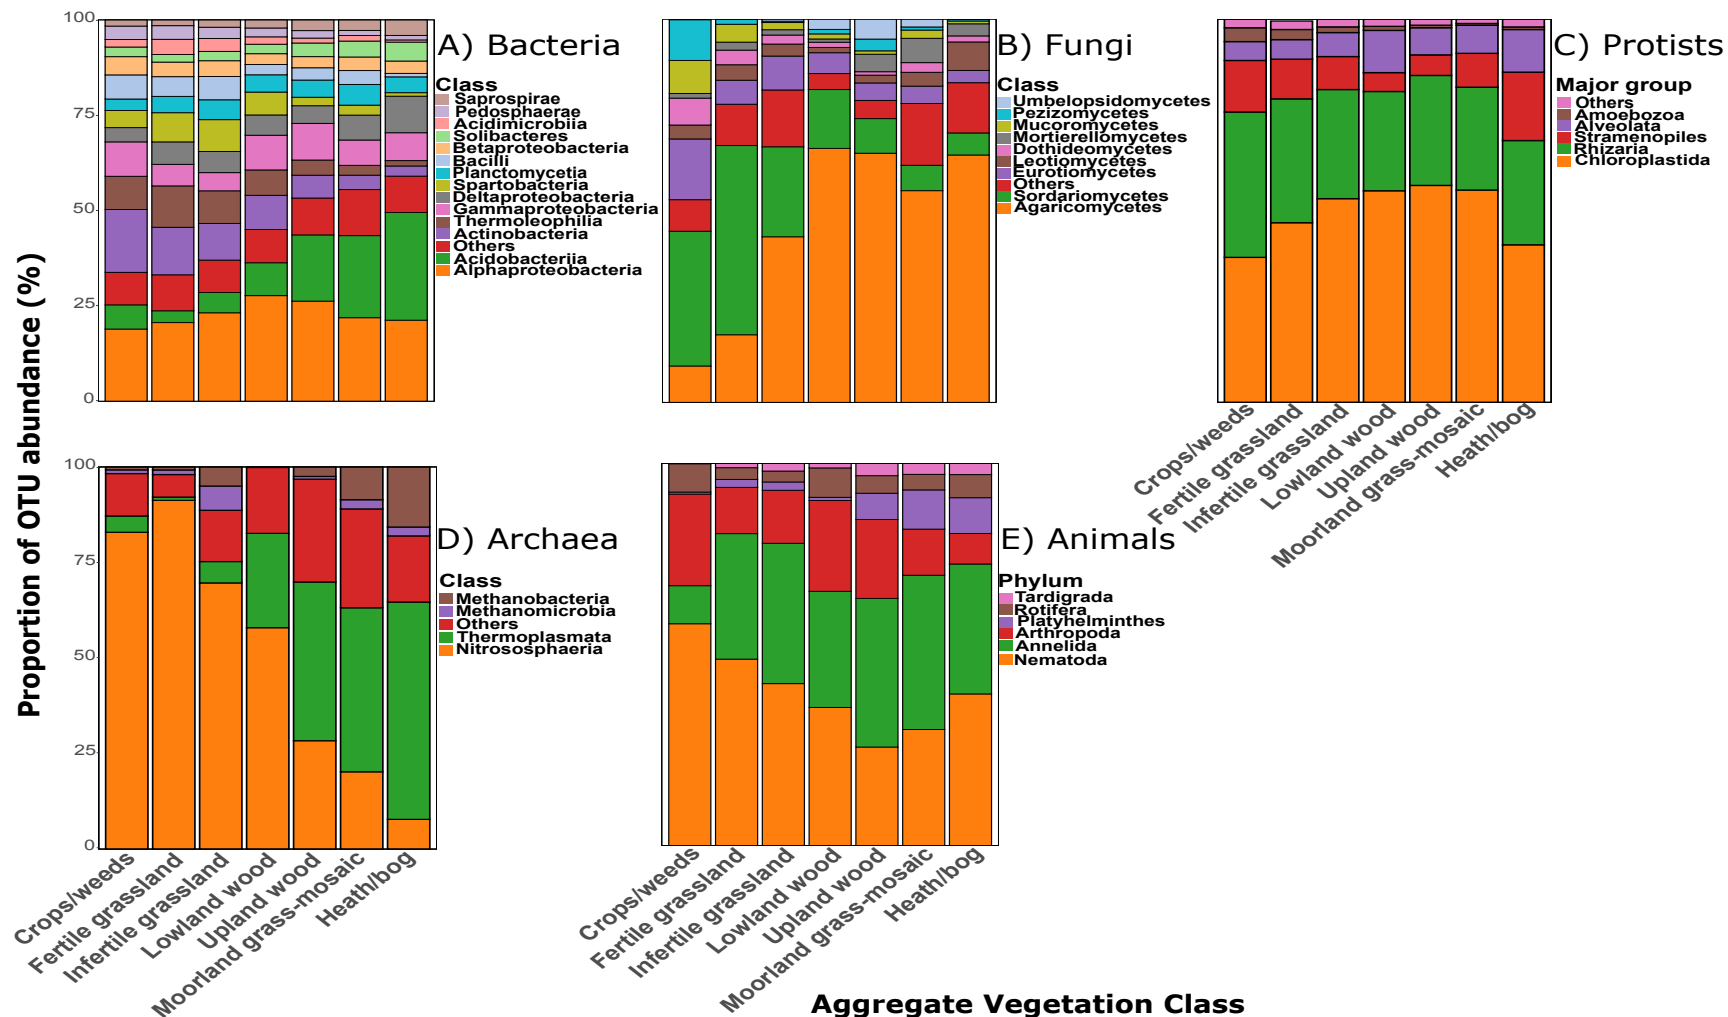 Proportion of OTU abundance (%)
100
75
50
25
0
A) Bacteria
Class
Saprospirae
Pedosphaerae
Acidimicrobiia
Solibacteres
Betaproteobacteria
Bacilli
Planctomycetia
Spartobacteria
Deltaproteobacteria
Gammaproteobacteria
Thermoleophilia
Actinobacteria
Others
Acidobacteriia
Alphaproteobacteria
B) Fungi
Class
Umbelopsidomycetes
Pezizomycetes
Mucoromycetes
Mortierellomycetes
Dothideomycetes
Leotiomycetes
Eurotiomycetes
Others
Sordariomycetes
Agaricomycetes
C) Protists
Major group
Others
Amoebozoa
Alveolata
Stramenopiles
Rhizaria
Chloroplastida
Crops/weeds
Fertile grassland
Infertile grassland
Lowland wood
Upland wood
Moorland grass-mosaic
Heath/bog
100
75
50
25
0
D) Archaea
Class
Methanobacteria
Methanomicrobia
Others
Thermoplasmata
Nitrososphaeria
Crops/weeds
Fertile grassland
Infertile grassland
Lowland wood
Upland wood
Moorland grass-mosaic
Heath/bog
E) Animals
Phylum
Tardigrada
Rotifera
Platyhelminthes
Arthropoda
Annelida
Nematoda
Crops/weeds
Fertile grassland
Infertile grassland
Lowland wood
Upland wood
Moorland grass-mosaic
Heath/bog
Aggregate Vegetation Class